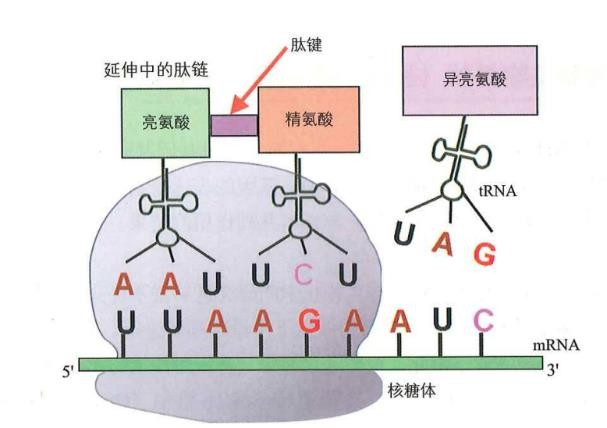 肽键
延伸中的肽链
异亮氨酸
亮氨酸
精氨酸
tRNA
U A G
A A U U C U
U U A A G A A U C
mRNA
5' 3'
核糖体